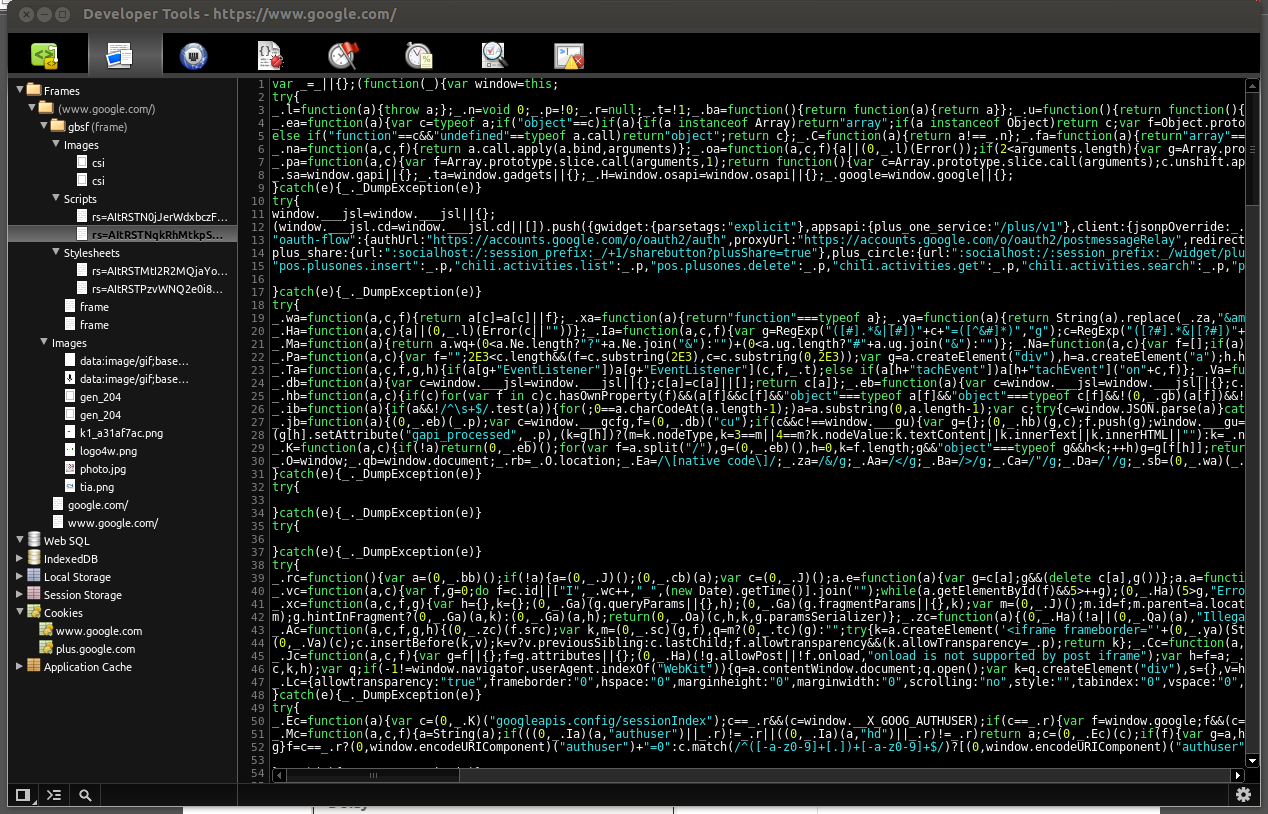 Developer Tools - https://www.google.com/
Frames
(www.google.com/)
gbsf (frame)
Images
csi
csi
Scripts
rs=AItRSTN0jJerWdxbczF...
rs=AItRSTNqkRhMtkpS...
Stylesheets
rs=AItRSTMtl2R2MQjaYo...
rs=AItRSTPzvWNQ2e0i8...
frame
frame
Images
data:image/gif;base...
data:image/gif;base...
gen_204
gen_204
k1_a31af7ac.png
logo4w.png
photo.jpg
tia.png
google.com/
www.google.com/
Web SQL
IndexedDB
Local Storage
Session Storage
Cookies
www.google.com
plus.google.com
Application Cache
1 var _=_||{};(function(_){var window=this;
2 try{
3 _.l=function(a){throw a;};_.n=void 0;_.p=!0;_.r=null;_.t=!1;_.ba=function(){return function(a){return a}};_.u=function(){return function(){
4 _.ea=function(a){var c=typeof a;if("object"==c)if(a){if(a instanceof Array)return"array";if(a instanceof Object)return c;var f=Object.proto
5 else if("function"==c&&"undefined"==typeof a.call)return"object";return c};_.C=function(a){return a!==_.n};_.fa=function(a){return"array"==
6 _.na=function(a,c,f){return a.call.apply(a.bind,arguments)};_.oa=function(a,c,f){a||(0,_.l)(Error());if(2<arguments.length){var g=Array.pro
7 _.pa=function(a,c){var f=Array.prototype.slice.call(arguments,1);return function(){var c=Array.prototype.slice.call(arguments);c.unshift.ap
8 _.sa=window.gapi||{};_.ta=window.gadgets||{};_.H=window.osapi=window.osapi||{};_.google=window.google||{};
9 }catch(e){_._DumpException(e)}
10 try{
11 window.___jsl=window.___jsl||{};
12 (window.___jsl.cd=window.___jsl.cd||[]).push({gwidget:{parsetags:"explicit"},appsapi:{plus_one_service:"/plus/v1"},client:{jsonpOverride:_.
13 "oauth-flow":{authUrl:"https://accounts.google.com/o/oauth2/auth",proxyUrl:"https://accounts.google.com/o/oauth2/postmessageRelay",redirect
14 plus_share:{url:":socialhost:/:session_prefix:_/+1/sharebutton?plusShare=true"},plus_circle:{url:":socialhost:/:session_prefix:_/widget/plu
15 "pos.plusones.insert":_.p,"chili.activities.list":_.p,"pos.plusones.delete":_.p,"chili.activities.get":_.p,"chili.activities.search":_.p,"p
16
17 }catch(e){_._DumpException(e)}
18 try{
19 _.wa=function(a,c,f){return a[c]=a[c]||f};_.xa=function(a){return"function"===typeof a};_.ya=function(a){return String(a).replace(_.za,"&am
20 _.Ha=function(a,c){a||(0,_.l)(Error(c||""))};_.Ia=function(a,c,f){var g=RegExp("([#].*&|[#])"+c+"=([^&#]*)","g");c=RegExp("([?#].*&|[?#])"+
21 _.Ma=function(a){return a.wq+(0<a.Ne.length?"?"+a.Ne.join("&"):"")+(0<a.ug.length?"#"+a.ug.join("&"):"")};_.Na=function(a,c){var f=[];if(a)
22 _.Pa=function(a,c){var f="";2E3<c.length&&(f=c.substring(2E3),c=c.substring(0,2E3));var g=a.createElement("div"),h=a.createElement("a");h.h
23 _.Ta=function(a,c,f,g,h){if(a[g+"EventListener"])a[g+"EventListener"](c,f,_.t);else if(a[h+"tachEvent"])a[h+"tachEvent"]("on"+c,f)};_.Va=fu
24 _.db=function(a){var c=window.___jsl=window.___jsl||{};c[a]=c[a]||[];return c[a]};_.eb=function(a){var c=window.___jsl=window.___jsl||{};c.
25 _.hb=function(a,c){if(c)for(var f in c)c.hasOwnProperty(f)&&(a[f]&&c[f]&&"object"===typeof a[f]&&"object"===typeof c[f]&&!(0,_.gb)(a[f])&&!
26 _.ib=function(a){if(a&&!/^\s+$/.test(a)){for(;0==a.charCodeAt(a.length-1);)a=a.substring(0,a.length-1);var c;try{c=window.JSON.parse(a)}cat
27 _.jb=function(a){(0,_.eb)(_.p);var c=window.___gcfg,f=(0,_.db)("cu");if(c&&c!==window.___gu){var g={};(0,_.hb)(g,c);f.push(g);window.___gu=
28 (g[h].setAttribute("gapi_processed",_.p),(k=g[h])?(m=k.nodeType,k=3==m||4==m?k.nodeValue:k.textContent||k.innerText||k.innerHTML||""):k=_.n
29 _.K=function(a,c){if(!a)return(0,_.eb)();for(var f=a.split("/"),g=(0,_.eb)(),h=0,k=f.length;g&&"object"===typeof g&&h<k;++h)g=g[f[h]];retur
30 _.O=window;_.qb=window.document;_.rb=_.O.location;_.Ea=/\[native code\]/;_.za=/&/g;_.Aa=/</g;_.Ba=/>/g;_.Ca=/"/g;_.Da=/'/g;_.sb=(0,_.wa)(_.
31 }catch(e){_._DumpException(e)}
32 try{
33
34 }catch(e){_._DumpException(e)}
35 try{
36
37 }catch(e){_._DumpException(e)}
38 try{
39 _.rc=function(){var a=(0,_.bb)();if(!a){a=(0,_.J)();(0,_.cb)(a);var c=(0,_.J)();a.e=function(a){var g=c[a];g&&(delete c[a],g())};a.a=functi
40 _.vc=function(a){var f,g=0;do f=c.id||["I",_.wc++,"_",(new Date).getTime()].join("");while(a.getElementById(f)&&5>++g);(0,_.Ha)(5>g,"Erro
41 _.xc=function(a,c,f,g){var h={},k={};(0,_.Ga)(g.queryParams||{},h);(0,_.Ga)(g.fragmentParams||{},k);var m=(0,_.J)();m.id=f;m.parent=a.locat
42 m);g.hintInFragment?(0,_.Ga)(a,k):(0,_.Ga)(a,h);return(0,_.Oa)(c,h,k,g.paramsSerializer)};_.zc=function(a){(0,_.Ha)(!a||(0,_.Qa)(a),"Illega
43 _.Ac=function(a,c,f,g,h){(0,_.zc)(f.src);var k,m=(0,_.sc)(g,f),q=m?(0,_.tc)(g):"";try{k=a.createElement('<iframe frameborder="'+(0,_.ya)(St
44 (0,_.Va)(c);c.insertBefore(k,v);k=v?v.previousSibling:c.lastChild;f.allowtransparency&&(k.allowTransparency=_.p);return k};_.Cc=function(a,
45 _.Jc=function(a,c,f){var g=f||{};f=g.attributes||{};(0,_.Ha)(!g.allowPost||!f.onload,"onload is not supported by post iframe");var h=f=a;_.
46 c,k,h);var q;if(-1!=window.navigator.userAgent.indexOf("WebKit")){q=a.contentWindow.document;q.open();var k=q.createElement("div"),s={},v=h
47 _.Lc={allowtransparency:"true",frameborder:"0",hspace:"0",marginheight:"0",marginwidth:"0",scrolling:"no",style:"",tabindex:"0",vspace:"0",
48 }catch(e){_._DumpException(e)}
49 try{
50 _.Ec=function(a){var c=(0,_.K)("googleapis.config/sessionIndex");c==_.r&&(c=window.__X_GOOG_AUTHUSER);if(c==_.r){var f=window.google;f&&(c=
51 _.Mc=function(a,c,f){a=String(a);if(((0,_.Ia)(a,"authuser")||_.r)!=_.r||((0,_.Ia)(a,"hd")||_.r)!=_.r)return a;c=(0,_.Ec)(c);if(f){var g=a,h
52 g}f=c==_.r?(0,window.encodeURIComponent)("authuser")+"=0":c.match(/^([-a-z0-9]+[.])+[-a-z0-9]+$/)?[(0,window.encodeURIComponent)("authuser"
53
54